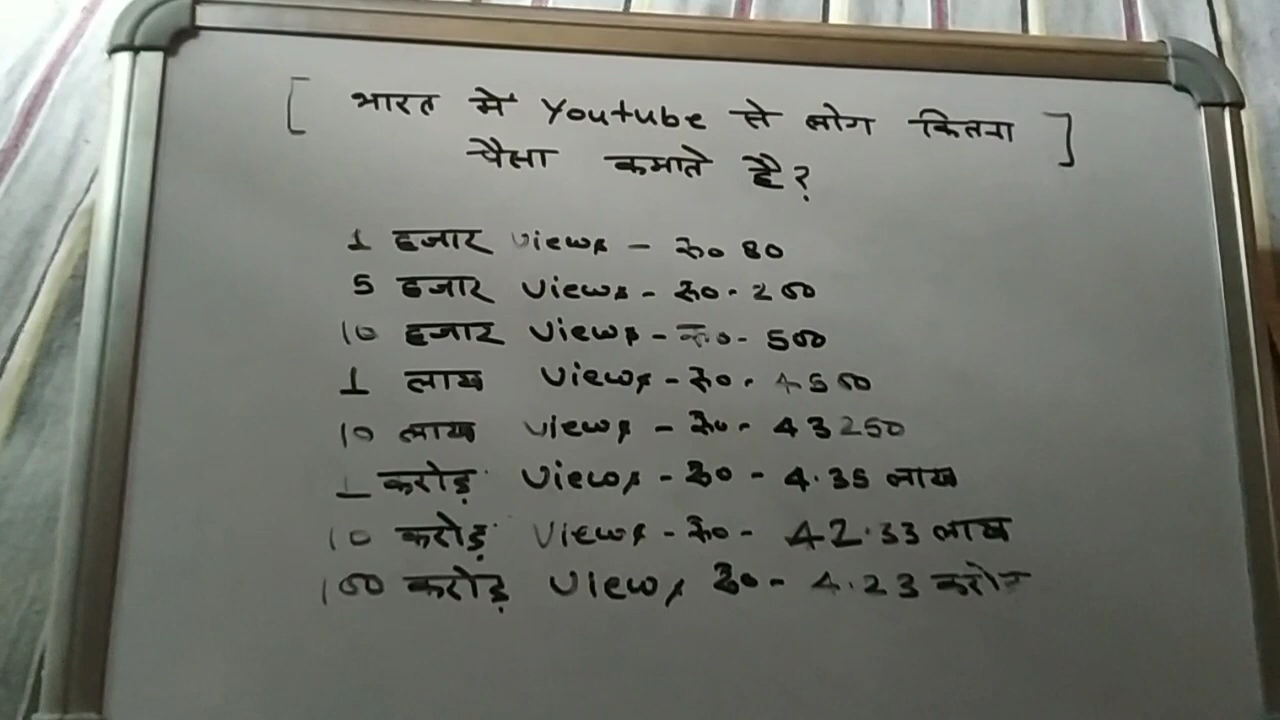 [ भारत में Youtube से लोग कितना ]
पैसा कमाते है?
1 हजार views - रु० 80
5 हजार views - रु० - 260
10 हजार views - रु० - 500
1 लाख views - रु० - 4500
10 लाख views - रु० - 43250
1 करोड़ views - रु० - 4.35 लाख
10 करोड़ views - रु० - 42.33 लाख
100 करोड़ views रु० - 4.23 करोड़